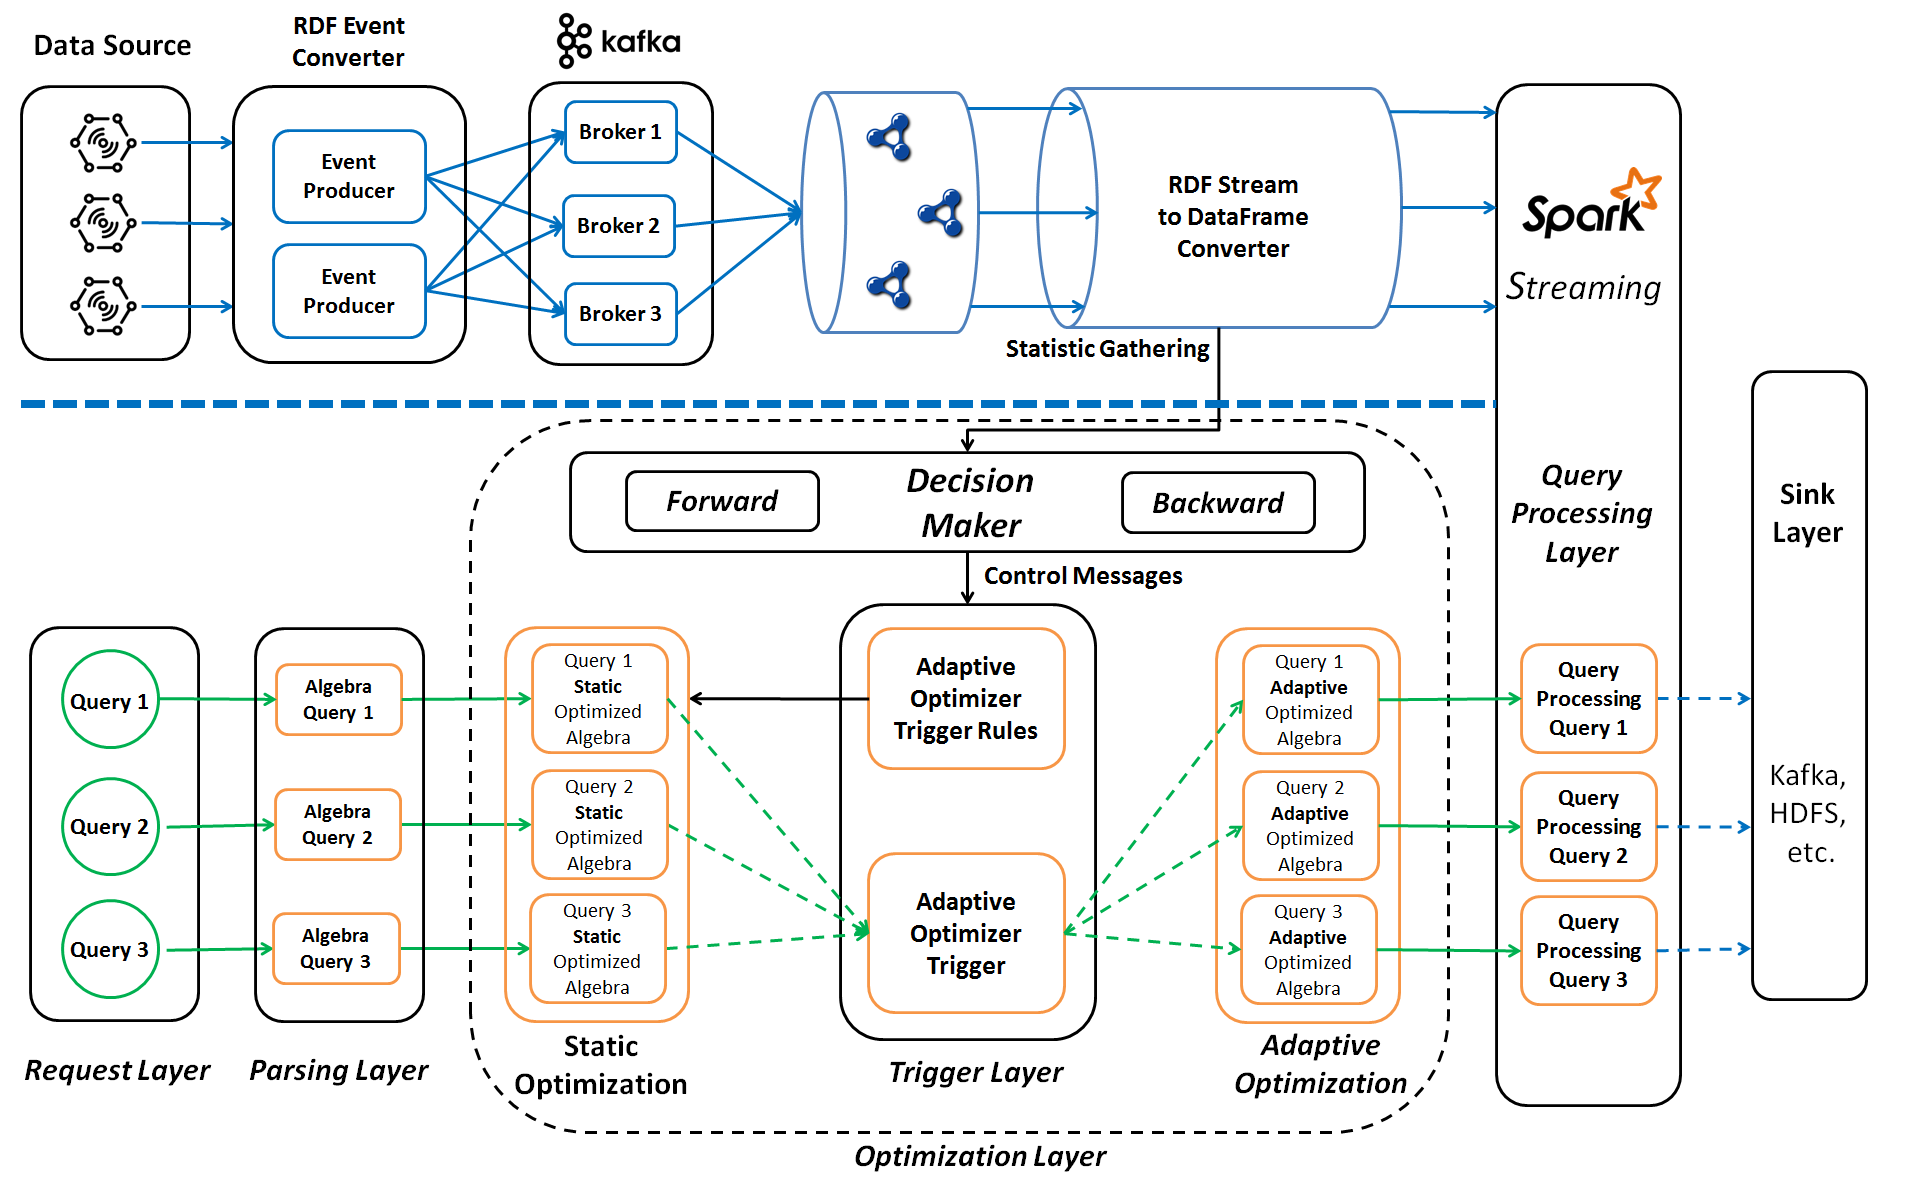 Data Source
RDF Event
Converter
kafka
Event
Producer
Event
Producer
Broker 1
Broker 2
Broker 3
RDF Stream
to DataFrame
Converter
Spark
Streaming
Statistic Gathering
Decision
Maker
Forward
Backward
Control Messages
Query
Processing
Layer
Sink
Layer
Kafka,
HDFS,
etc.
Query 1
Query 2
Query 3
Algebra
Query 1
Algebra
Query 2
Algebra
Query 3
Query 1
Static
Optimized
Algebra
Query 2
Static
Optimized
Algebra
Query 3
Static
Optimized
Algebra
Adaptive
Optimizer
Trigger Rules
Adaptive
Optimizer
Trigger
Query 1
Adaptive
Optimized
Algebra
Query 2
Adaptive
Optimized
Algebra
Query 3
Adaptive
Optimized
Algebra
Query
Processing
Query 1
Query
Processing
Query 2
Query
Processing
Query 3
Request Layer
Parsing Layer
Static
Optimization
Trigger Layer
Adaptive
Optimization
Optimization Layer